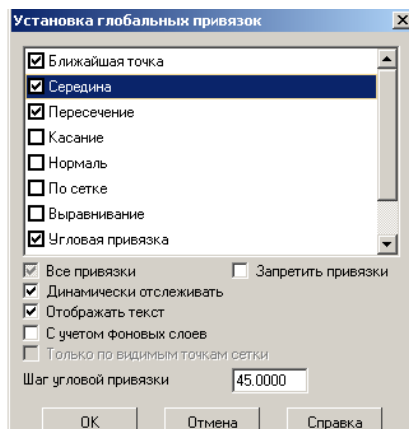 Установка глобальных привязок
Ближайшая точка
Середина
Пересечение
Касание
Нормаль
По сетке
Выравнивание
Угловая привязка
Все привязки Запретить привязки
Динамически отслеживать
Отображать текст
С учетом фоновых слоев
Только по видимым точкам сетки
Шаг угловой привязки 45.0000
OK Отмена Справка